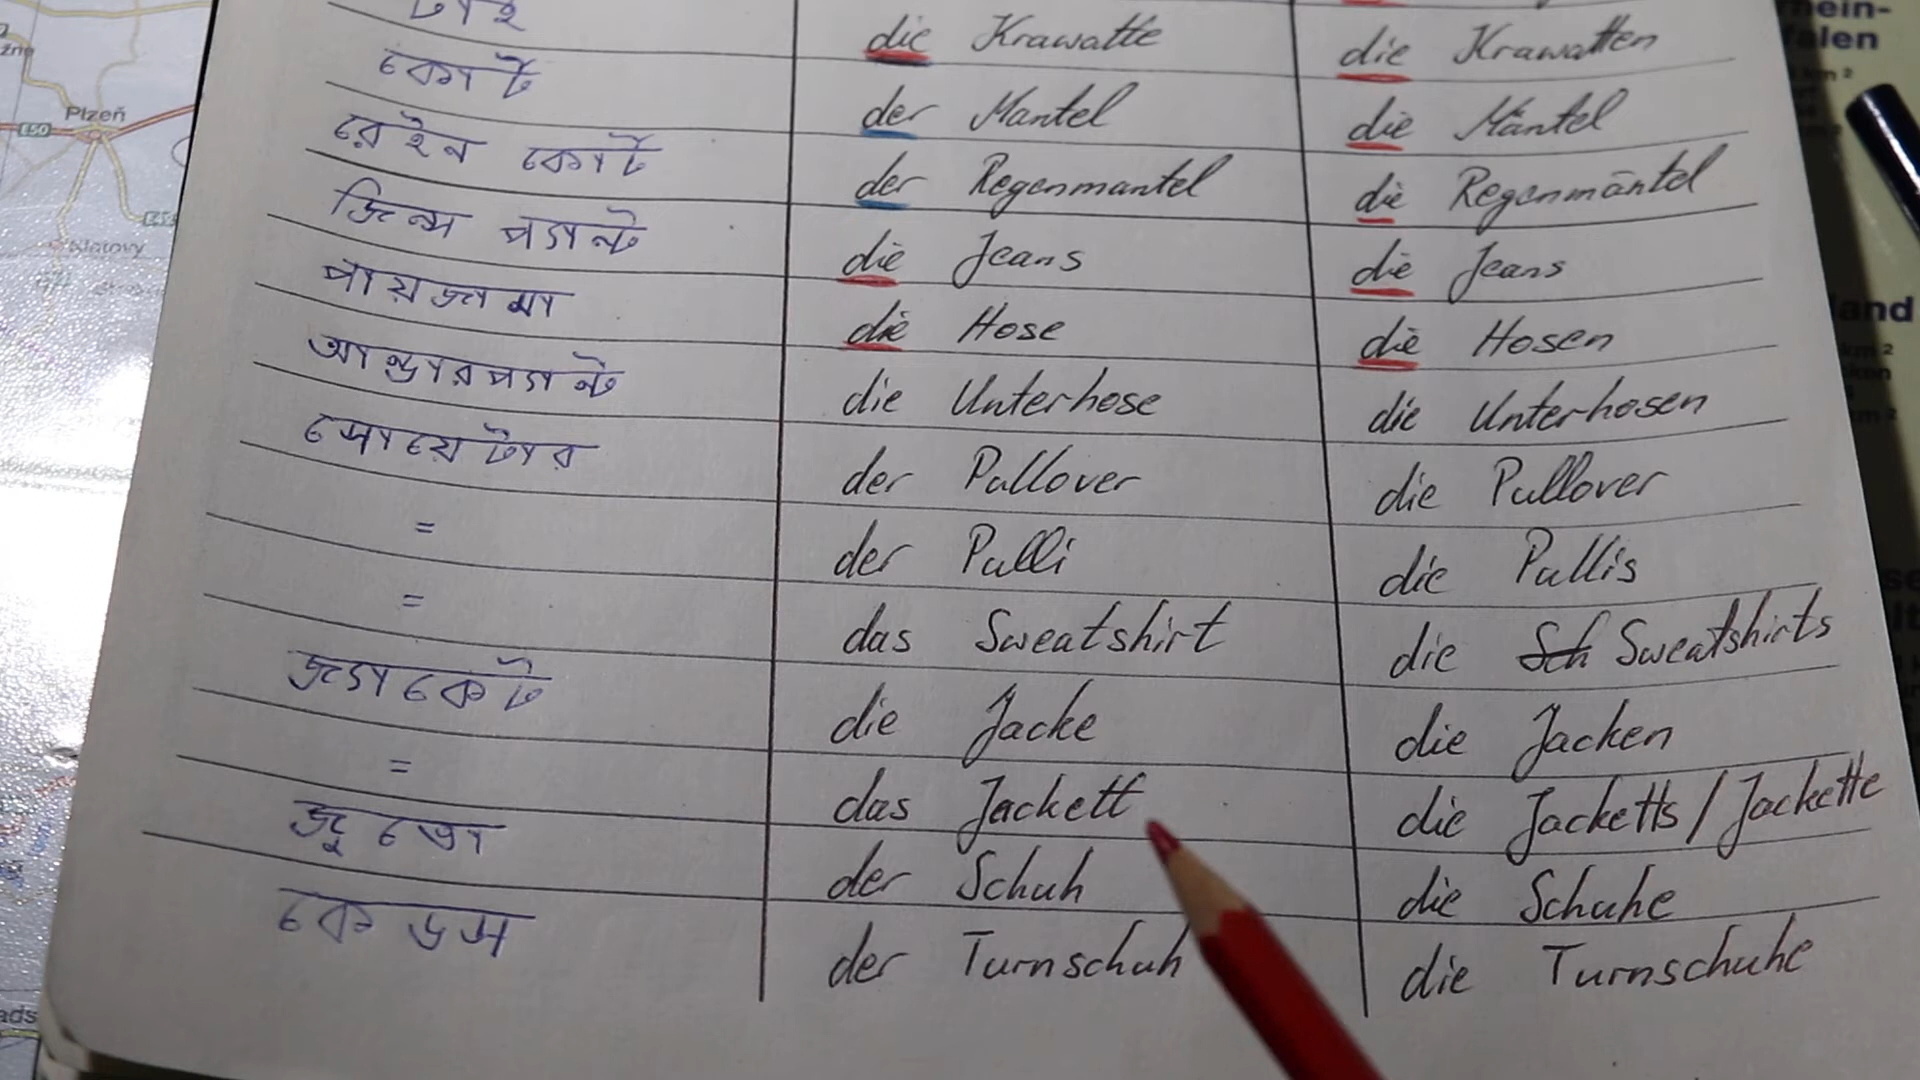 টাই die Krawatte die Krawatten
কোট der Mantel die Mäntel
রেইন কোট der Regenmantel die Regenmäntel
জিন্স প্যান্ট die Jeans die Jeans
পায়জামা die Hose die Hosen
আন্ডারপ্যান্ট die Unterhose die Unterhosen
সোয়েটার der Pullover die Pullover
= der Pulli die Pullis
= das Sweatshirt die Sch Sweatshirts
জ্যাকেট die Jacke die Jacken
= das Jackett die Jacketts / Jackette
জুতো der Schuh die Schuhe
কেডস der Turnschuh die Turnschuhe
Plzeň
E50
Klatovy